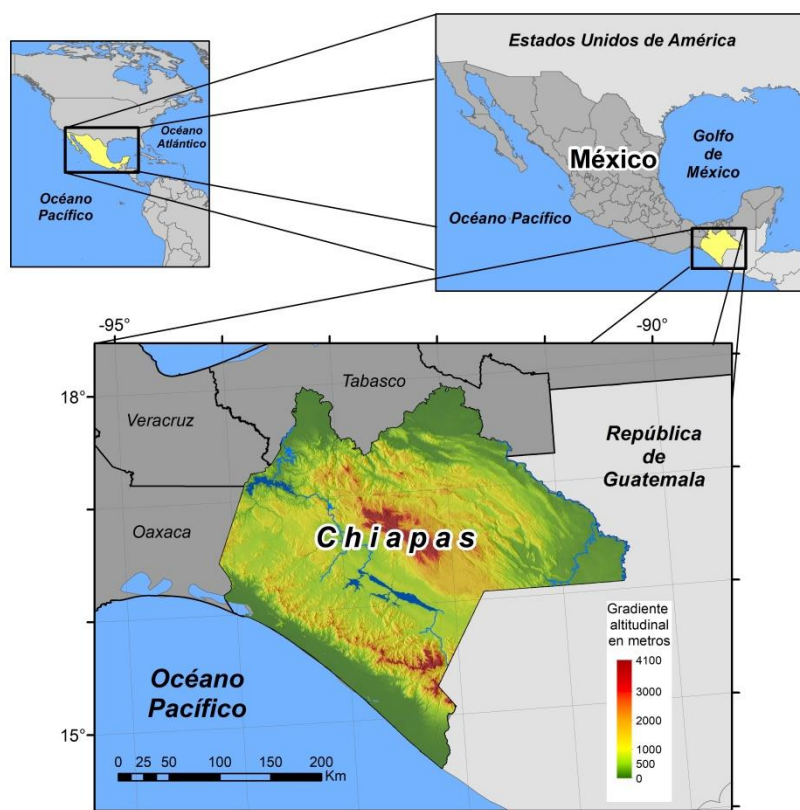 Océano
Atlántico
Océano
Pacífico
Estados Unidos de América
México
Golfo
de
México
Océano Pacífico
-95°
-90°
18°
Tabasco
Veracruz
República
de
Guatemala
Oaxaca
Chiapas
Gradiente
altitudinal
en metros
4100
3000
2000
1000
500
0
Océano
Pacífico
15°
0 25 50 100 150 200
Km